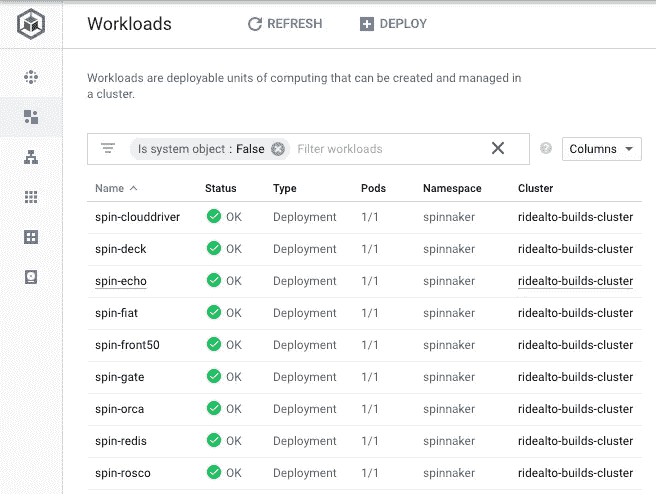 Workloads REFRESH DEPLOY
Workloads are deployable units of computing that can be created and managed in
a cluster.
Is system object : False Filter workloads Columns
Name Status Type Pods Namespace Cluster
spin-clouddriver OK Deployment 1/1 spinnaker ridealto-builds-cluster
spin-deck OK Deployment 1/1 spinnaker ridealto-builds-cluster
spin-echo OK Deployment 1/1 spinnaker ridealto-builds-cluster
spin-fiat OK Deployment 1/1 spinnaker ridealto-builds-cluster
spin-front50 OK Deployment 1/1 spinnaker ridealto-builds-cluster
spin-gate OK Deployment 1/1 spinnaker ridealto-builds-cluster
spin-orca OK Deployment 1/1 spinnaker ridealto-builds-cluster
spin-redis OK Deployment 1/1 spinnaker ridealto-builds-cluster
spin-rosco OK Deployment 1/1 spinnaker ridealto-builds-cluster